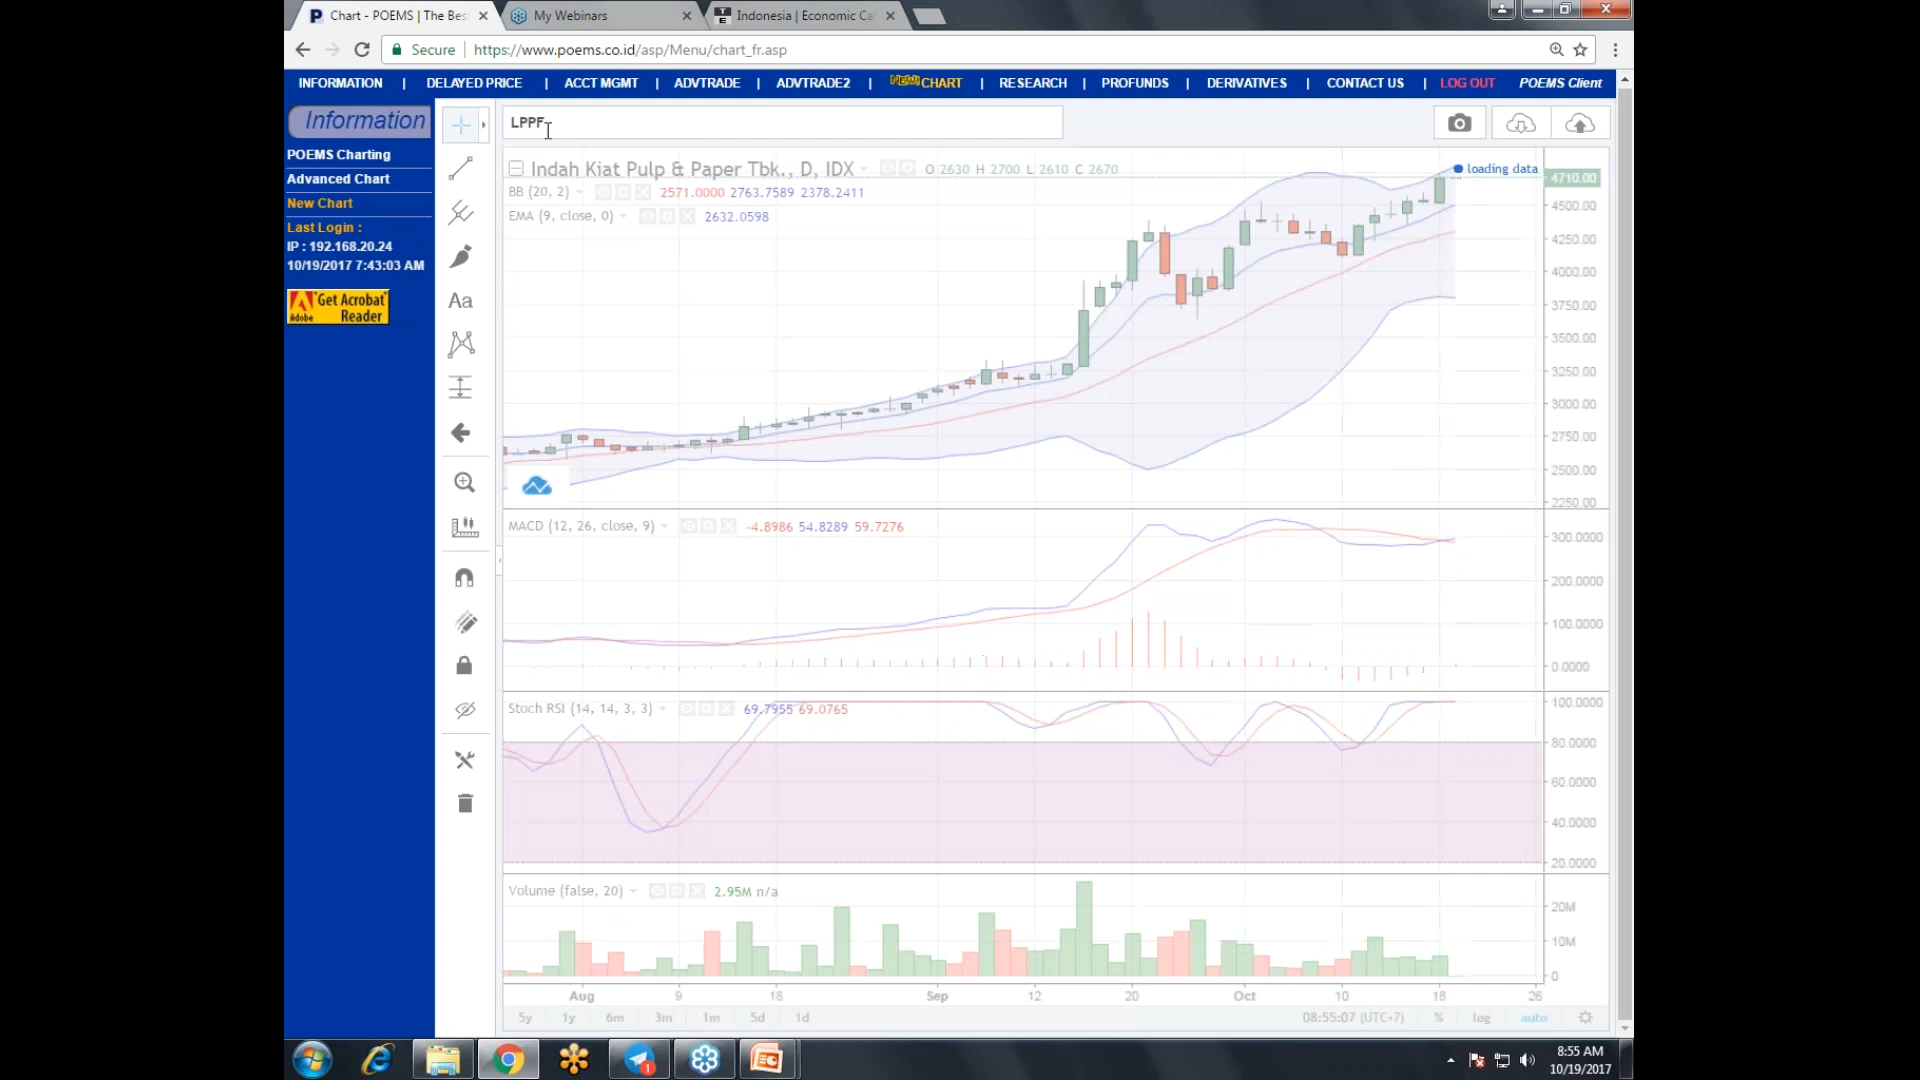 Chart - POEMS | The Bes
My Webinars
Indonesia | Economic Cal
Secure | https://www.poems.co.id/asp/Menu/chart_fr.asp
INFORMATION | DELAYED PRICE | ACCT MGMT | ADVTRADE | ADVTRADE2 | NEW! CHART | RESEARCH | PROFUNDS | DERIVATIVES | CONTACT US | LOG OUT POEMS Client
Information
POEMS Charting
Advanced Chart
New Chart
Last Login :
IP : 192.168.20.24
10/19/2017 7:43:03 AM
Get Acrobat
Adobe Reader
Aa
LPPF
Indah Kiat Pulp & Paper Tbk., D, IDX O 2630 H 2700 L 2610 C 2670
loading data
BB (20, 2) 2571.0000 2763.7589 2378.2411
EMA (9, close, 0) 2632.0598
4710.00
4500.00
4250.00
4000.00
3750.00
3500.00
3250.00
3000.00
2750.00
2500.00
2250.00
MACD (12, 26, close, 9) -4.8986 54.8289 59.7276
300.0000
200.0000
100.0000
0.0000
Stoch RSI (14, 14, 3, 3) 69.7955 69.0765
100.0000
80.0000
60.0000
40.0000
20.0000
Volume (false, 20) 2.95M n/a
20M
10M
0
Aug 9 18 Sep 12 20 Oct 10 18 26
5y 1y 6m 3m 1m 5d 1d 08:55:07 (UTC+7) % log auto
1
8:55 AM
10/19/2017